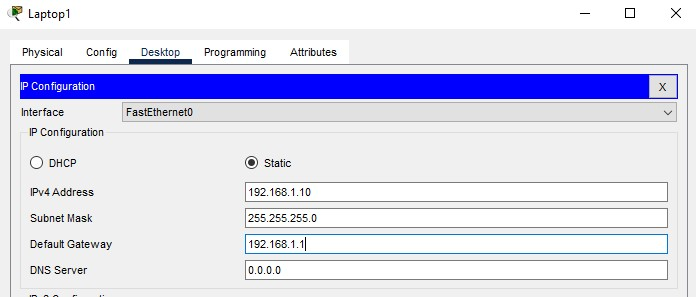 Laptop1
Physical Config Desktop Programming Attributes
IP Configuration X
Interface FastEthernet0
IP Configuration
DHCP Static
IPv4 Address 192.168.1.10
Subnet Mask 255.255.255.0
Default Gateway 192.168.1.1
DNS Server 0.0.0.0